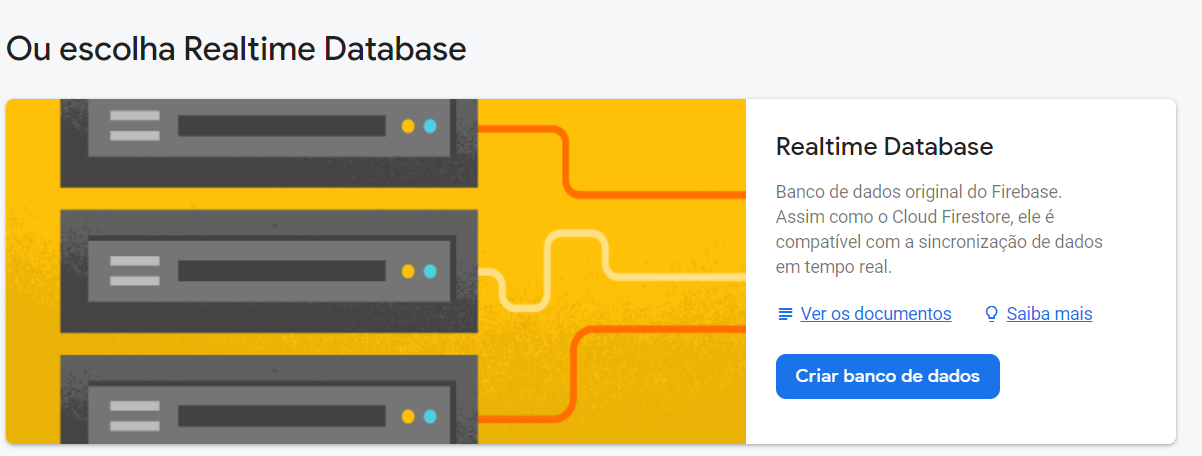 Ou escolha Realtime Database
Realtime Database
Banco de dados original do Firebase.
Assim como o Cloud Firestore, ele é
compatível com a sincronização de dados
em tempo real.
Ver os documentos
Saiba mais
Criar banco de dados